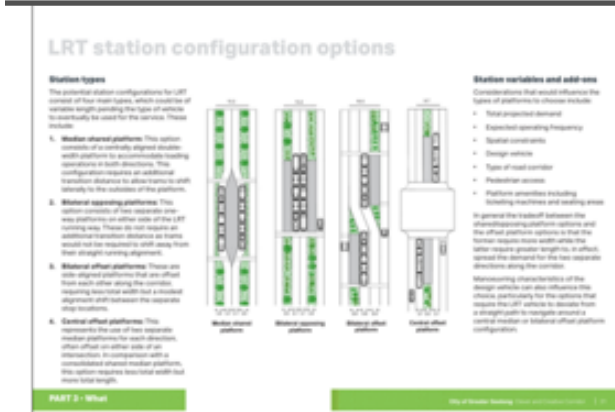 LRT station configuration options
Station types
The potential station configurations for LRT
consist of four main types, which could be of
variable length pending the type of vehicle
to eventually be used for the service. These
include:
1. Median shared platform: This option
consists of a centrally aligned double-
width platform to accommodate loading
operations in both directions. This
configuration requires an additional
transition distance to allow trams to shift
laterally to the outsides of the platform.
2. Bilateral opposing platforms: This
option consists of two separate one-
way platforms on either side of the LRT
running way. These do not require an
additional transition distance as trams
would not be required to shift away from
their straight running alignment.
3. Bilateral offset platforms: These are
side-aligned platforms that are offset
from each other along the corridor,
requiring less total width but a modest
alignment shift between the separate
stop locations.
4. Central offset platforms: This
represents the use of two separate
median platforms for each direction,
often offset on either side of an
intersection. In comparison with a
consolidated shared median platform,
this option requires less total width but
more total length.
Median shared
platform
Bilateral opposing
platform
Bilateral offset
platform
Central offset
platform
Station variables and add-ons
Considerations that would influence the
types of platforms to choose include:
• Total projected demand
• Expected operating frequency
• Spatial constraints
• Design vehicle
• Type of road corridor
• Pedestrian access
• Platform amenities including
ticketing machines and seating areas
In general the tradeoff between the
shared/opposing platform options and
the offset platform options is that the
former require more width while the
latter require greater length to, in effect,
spread the demand for the two separate
directions along the corridor.
Manoeuvring characteristics of the
design vehicle can also influence this
choice, particularly for the options that
require the LRT vehicle to deviate from
a straight path to navigate around a
central median or bilateral offset platform
configuration.
PART 3 - What
City of Greater Geelong